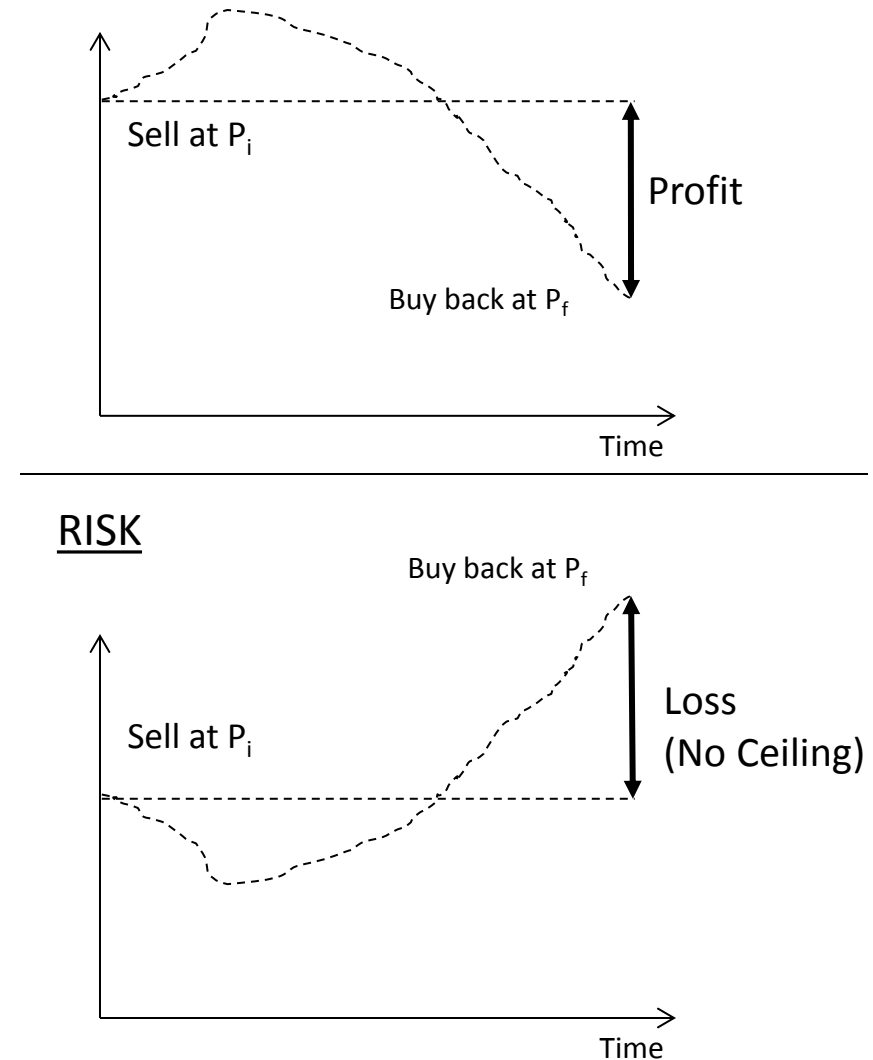 Sell at Pi
Profit
Buy back at Pf
Time
RISK
Buy back at Pf
Sell at Pi
Loss
(No Ceiling)
Time